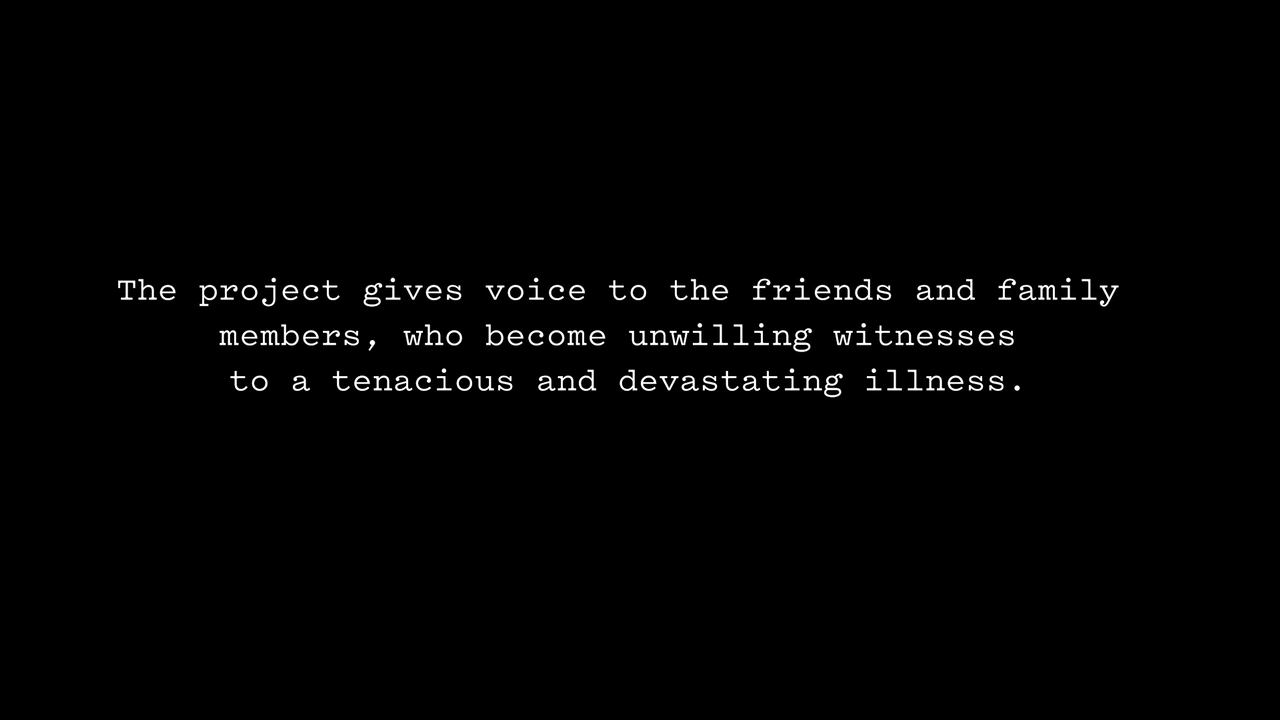 The project gives voice to the friends and family
members, who become unwilling witnesses
to a tenacious and devastating illness.